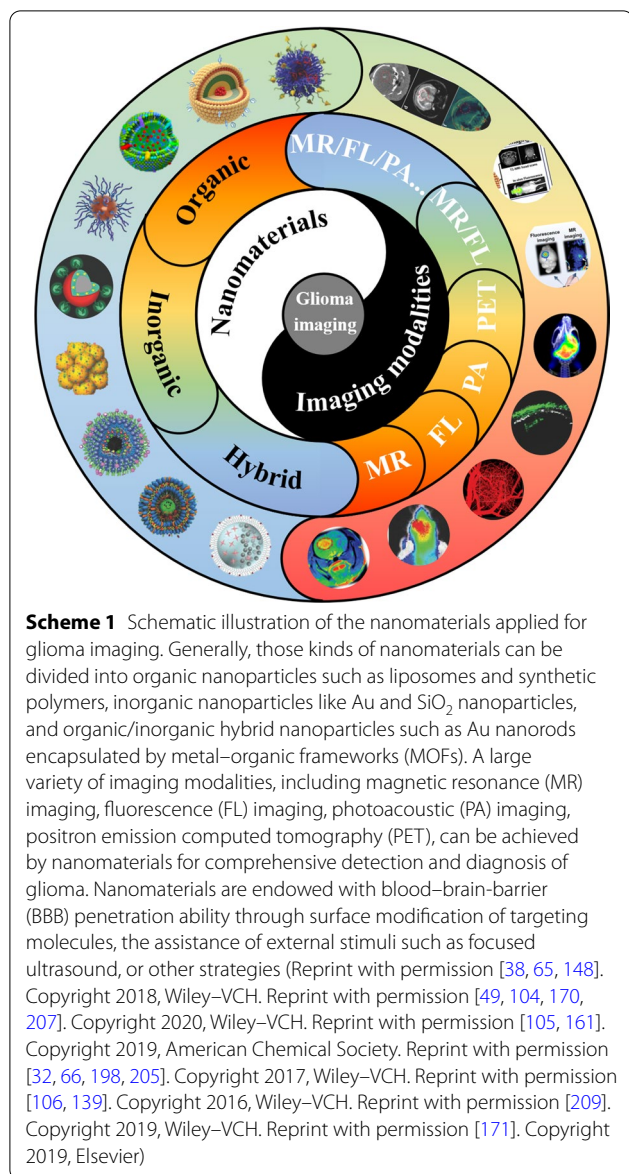 MR/FL/PA...
Organic
MR/FL
Nanomaterials
Inorganic
Glioma
imaging
Imaging modalities
PET
PA
FL
MR
Hybrid
Fluorescence
imaging
MR
imaging
Scheme 1 Schematic illustration of the nanomaterials applied for
glioma imaging. Generally, those kinds of nanomaterials can be
divided into organic nanoparticles such as liposomes and synthetic
polymers, inorganic nanoparticles like Au and SiO₂ nanoparticles,
and organic/inorganic hybrid nanoparticles such as Au nanorods
encapsulated by metal–organic frameworks (MOFs). A large
variety of imaging modalities, including magnetic resonance (MR)
imaging, fluorescence (FL) imaging, photoacoustic (PA) imaging,
positron emission computed tomography (PET), can be achieved
by nanomaterials for comprehensive detection and diagnosis of
glioma. Nanomaterials are endowed with blood–brain-barrier
(BBB) penetration ability through surface modification of targeting
molecules, the assistance of external stimuli such as focused
ultrasound, or other strategies (Reprint with permission [38, 65, 148].
Copyright 2018, Wiley–VCH. Reprint with permission [49, 104, 170,
207]. Copyright 2020, Wiley–VCH. Reprint with permission [105, 161].
Copyright 2019, American Chemical Society. Reprint with permission
[32, 66, 198, 205]. Copyright 2017, Wiley–VCH. Reprint with permission
[106, 139]. Copyright 2016, Wiley–VCH. Reprint with permission [209].
Copyright 2019, Wiley–VCH. Reprint with permission [171]. Copyright
2019, Elsevier)